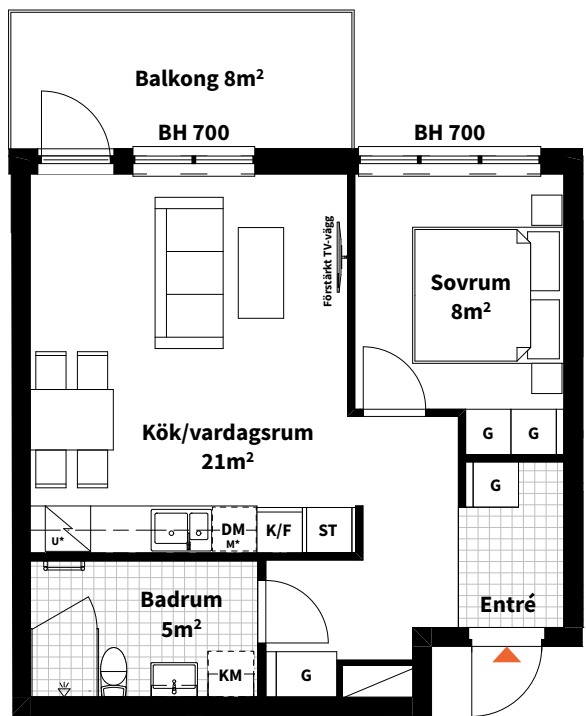 Balkong 8m²
BH 700
BH 700
Förstärkt TV-vägg
Sovrum
8m²
Kök/vardagsrum
21m²
G
G
G
U*
DM
M*
K/F
ST
Badrum
5m²
Entré
KM
G